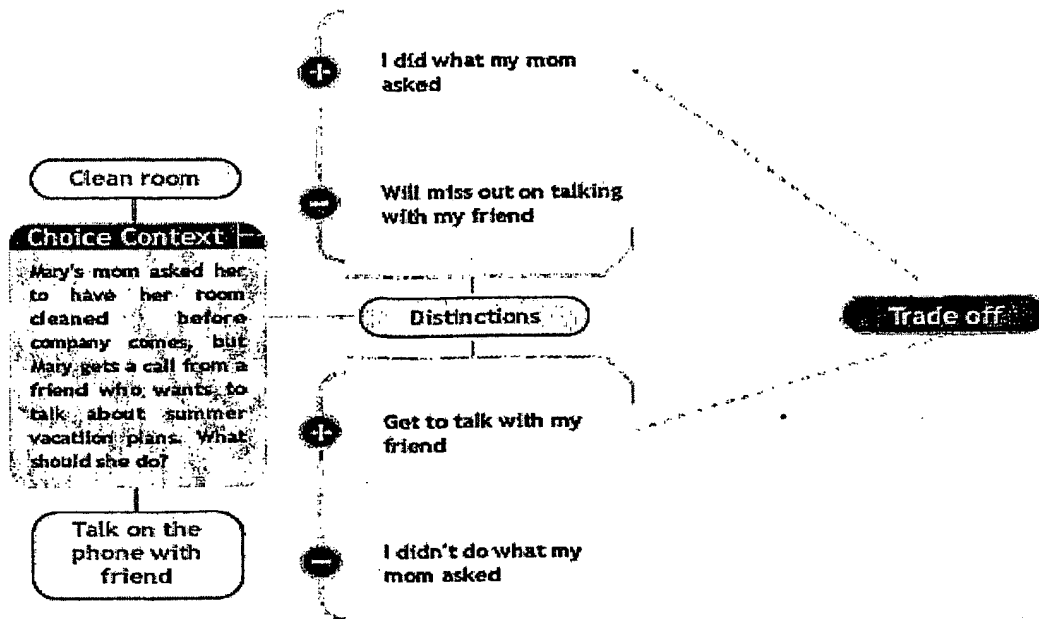 I did what my mom
asked
Clean room
Will miss out on talking
with my friend
Choice Context
Mary's mom asked her
to have her room
cleaned before
company comes, but
Mary gets a call from a
friend who wants to
talk about summer
vacation plans. What
should she do?
Distinctions
Trade off
Get to talk with my
friend
Talk on the
phone with
friend
I didn't do what my
mom asked